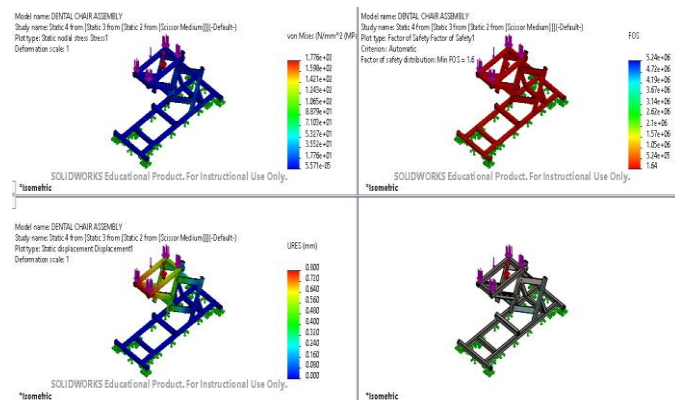 Model name: DENTAL CHAIR ASSEMBLY
Study name: Static 4 from [Static 3 from [Static 2 from [Scissor Medium]]](-Default-)
Plot type: Static nodal stress Stress1
Deformation scale: 1
von Mises (N/mm^2 (MPa
1.776e+02
1.598e+02
1.421e+02
1.243e+02
1.065e+02
8.879e+01
7.103e+01
5.327e+01
3.552e+01
1.776e+01
5.571e-05
SOLIDWORKS Educational Product. For Instructional Use Only.
*Isometric
Model name: DENTAL CHAIR ASSEMBLY
Study name: Static 4 from [Static 3 from [Static 2 from [Scissor Medium]]](-Default-)
Plot type: Factor of Safety Factor of Safety1
Criterion: Automatic
Factor of safety distribution: Min FOS = 1.6
FOS
5.24e+06
4.72e+06
4.19e+06
3.67e+06
3.14e+06
2.62e+06
2.1e+06
1.57e+06
1.05e+06
5.24e+05
1.64
SOLIDWORKS Educational Product. For Instructional Use Only.
*Isometric
Model name: DENTAL CHAIR ASSEMBLY
Study name: Static 4 from [Static 3 from [Static 2 from [Scissor Medium]]](-Default-)
Plot type: Static displacement Displacement1
Deformation scale: 1
URES (mm)
0.800
0.720
0.640
0.560
0.480
0.400
0.320
0.240
0.160
0.080
0.000
SOLIDWORKS Educational Product. For Instructional Use Only.
*Isometric
*Isometric